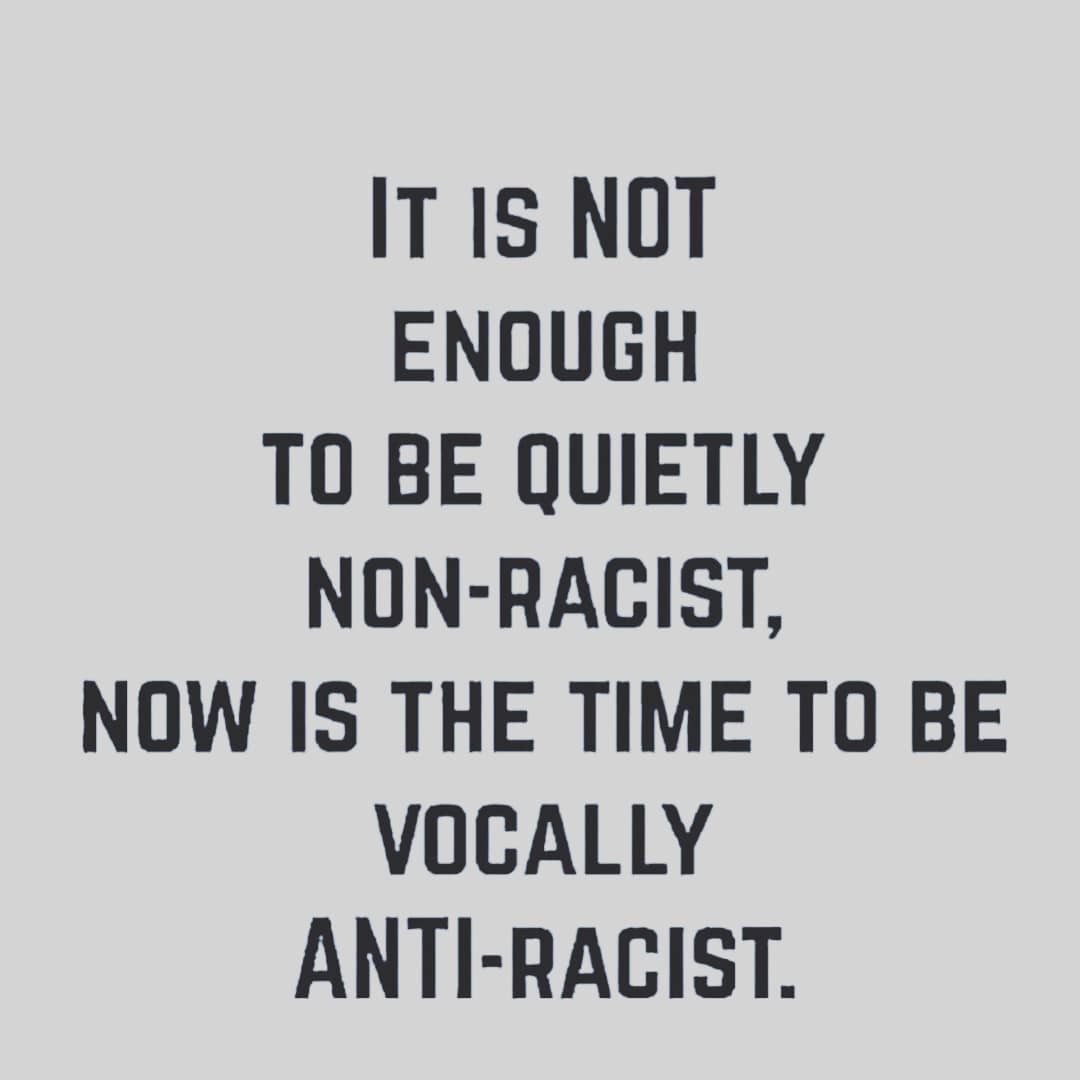 It is NOT
enough
to be quietly
non-racist,
now is the time to be
vocally
ANTI-racist.